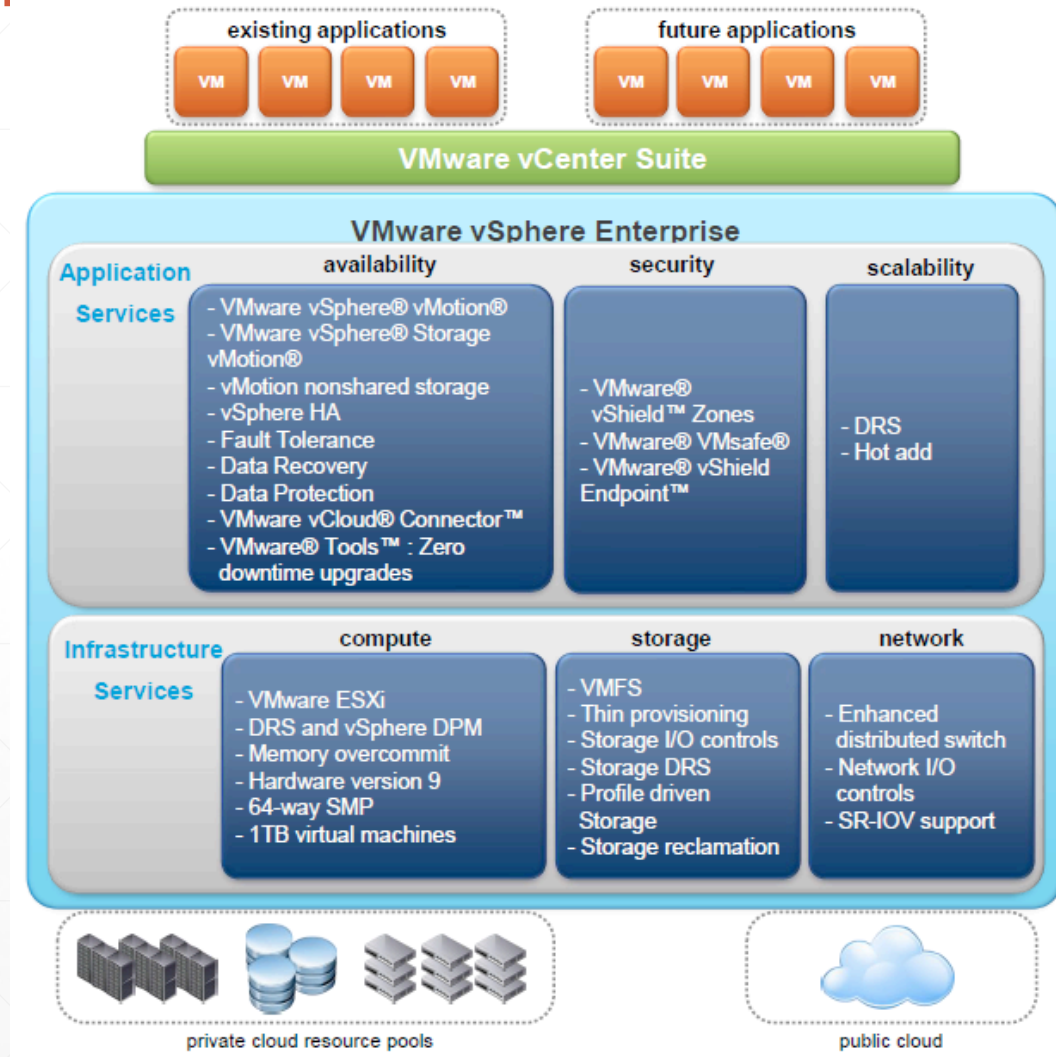 existing applications
VM VM VM VM
future applications
VM VM VM VM
VMware vCenter Suite
VMware vSphere Enterprise
Application
Services
availability
- VMware vSphere® vMotion®
- VMware vSphere® Storage
vMotion®
- vMotion nonshared storage
- vSphere HA
- Fault Tolerance
- Data Recovery
- Data Protection
- VMware vCloud® Connector™
- VMware® Tools™ : Zero
downtime upgrades
security
- VMware®
vShield™ Zones
- VMware® VMsafe®
- VMware® vShield
Endpoint™
scalability
- DRS
- Hot add
Infrastructure
Services
compute
- VMware ESXi
- DRS and vSphere DPM
- Memory overcommit
- Hardware version 9
- 64-way SMP
- 1TB virtual machines
storage
- VMFS
- Thin provisioning
- Storage I/O controls
- Storage DRS
- Profile driven
Storage
- Storage reclamation
network
- Enhanced
distributed switch
- Network I/O
controls
- SR-IOV support
private cloud resource pools
public cloud